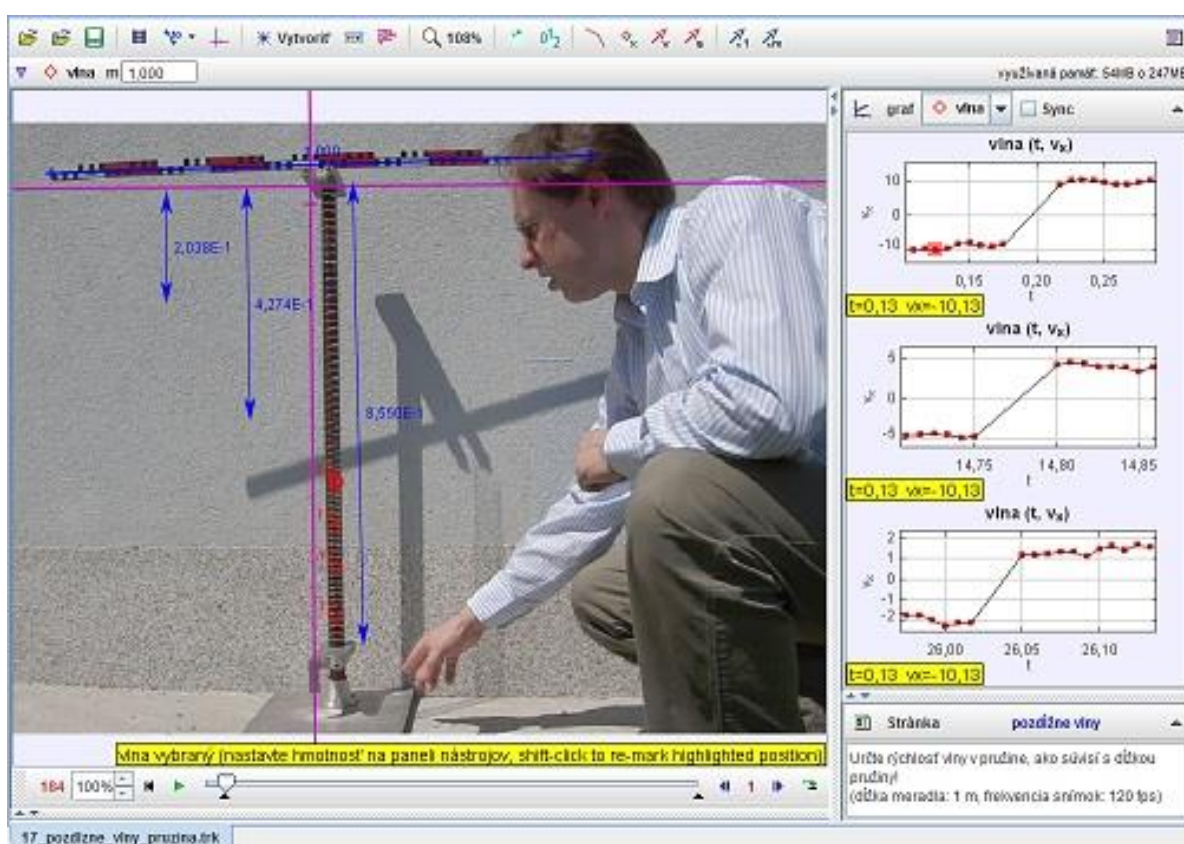 Vytvoriť 108%
vlna m 1,000
využívaná pamäť: 54MB o 247MB
graf vlna Sync
1,000
2,038E-1
4,274E-1
8,550E-1
vlna (t, vx)
10
0
-10
vx
0,15 0,20 0,25
t
t=0,13 vx=-10,13
vlna (t, vx)
5
0
-5
vx
14,75 14,80 14,85
t
t=0,13 vx=-10,13
vlna (t, vx)
2
1
0
-1
-2
vx
26,00 26,05 26,10
t
t=0,13 vx=-10,13
Stránka pozdĺžne vlny
Určte rýchlosť vlny v pružine, ako súvisí s dĺžkou
pružiny!
(dĺžka meradla: 1 m, frekvencia snímok: 120 fps)
vlna vybraný (nastavte hmotnosť na paneli nástrojov, shift-click to re-mark highlighted position)
184 100% 1
17_pozdlzne_vlny_pruzina.trk